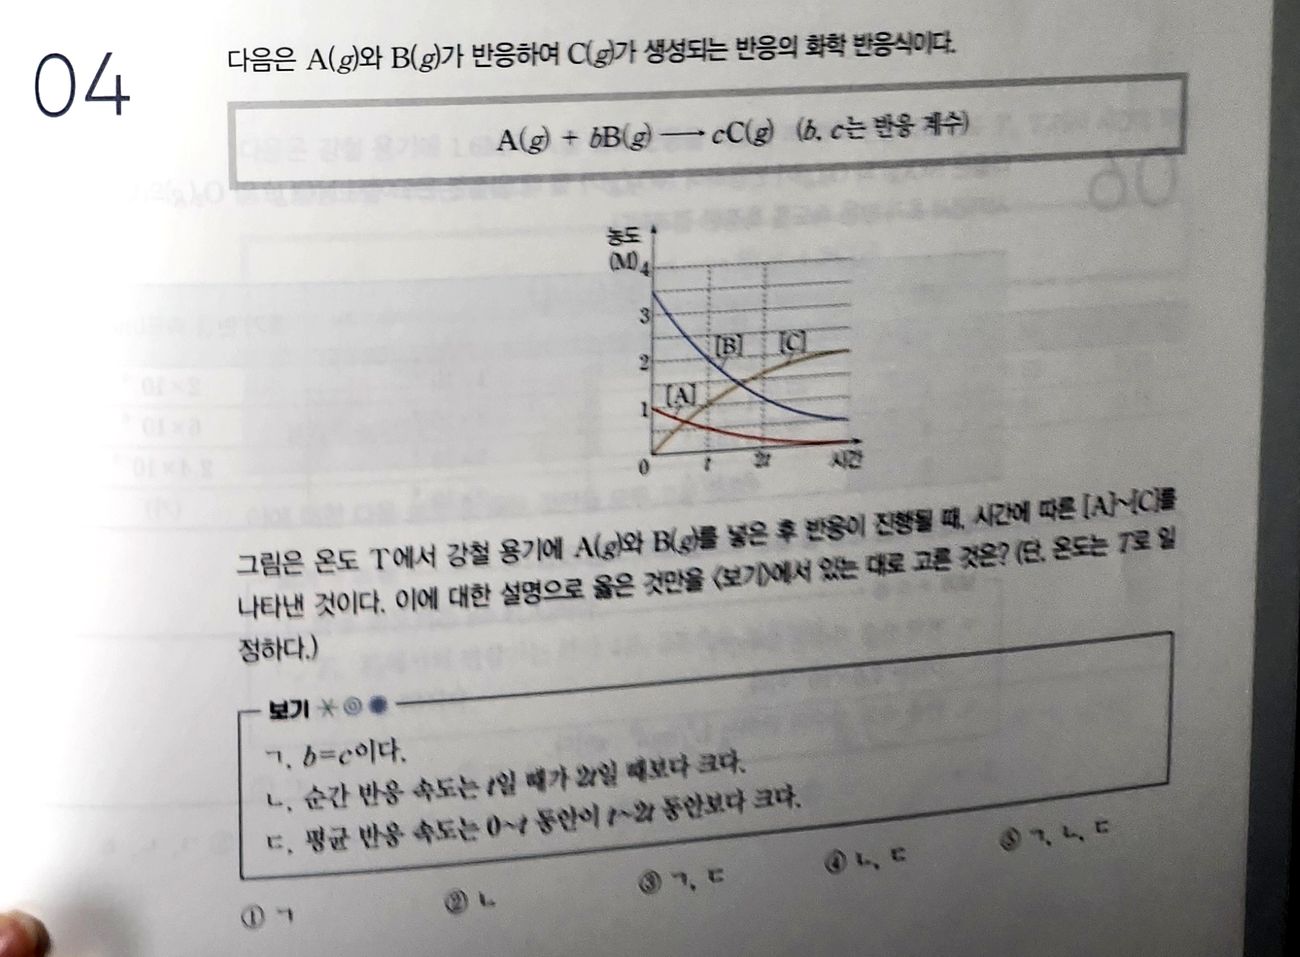 04
다음은 A(g)와 B(g)가 반응하여 C(g)가 생성되는 반응의 화학 반응식이다.
A(g) + bB(g) ⟶ cC(g) (b, c는 반응 계수)
농도
(M)
4
3
2
1
0
[A]
[B]
[C]
t
2t
시간
그림은 온도 T에서 강철 용기에 A(g)와 B(g)를 넣은 후 반응이 진행될 때, 시간에 따른 [A]~[C]를
나타낸 것이다. 이에 대한 설명으로 옳은 것만을 〈보기〉에서 있는 대로 고른 것은? (단, 온도는 T로 일
정하다.)
보기
ㄱ. b=c이다.
ㄴ. 순간 반응 속도는 t일 때가 2t일 때보다 크다.
ㄷ. 평균 반응 속도는 0~t 동안이 t~2t 동안보다 크다.
① ㄱ ② ㄴ ③ ㄱ, ㄷ ④ ㄴ, ㄷ ⑤ ㄱ, ㄴ, ㄷ